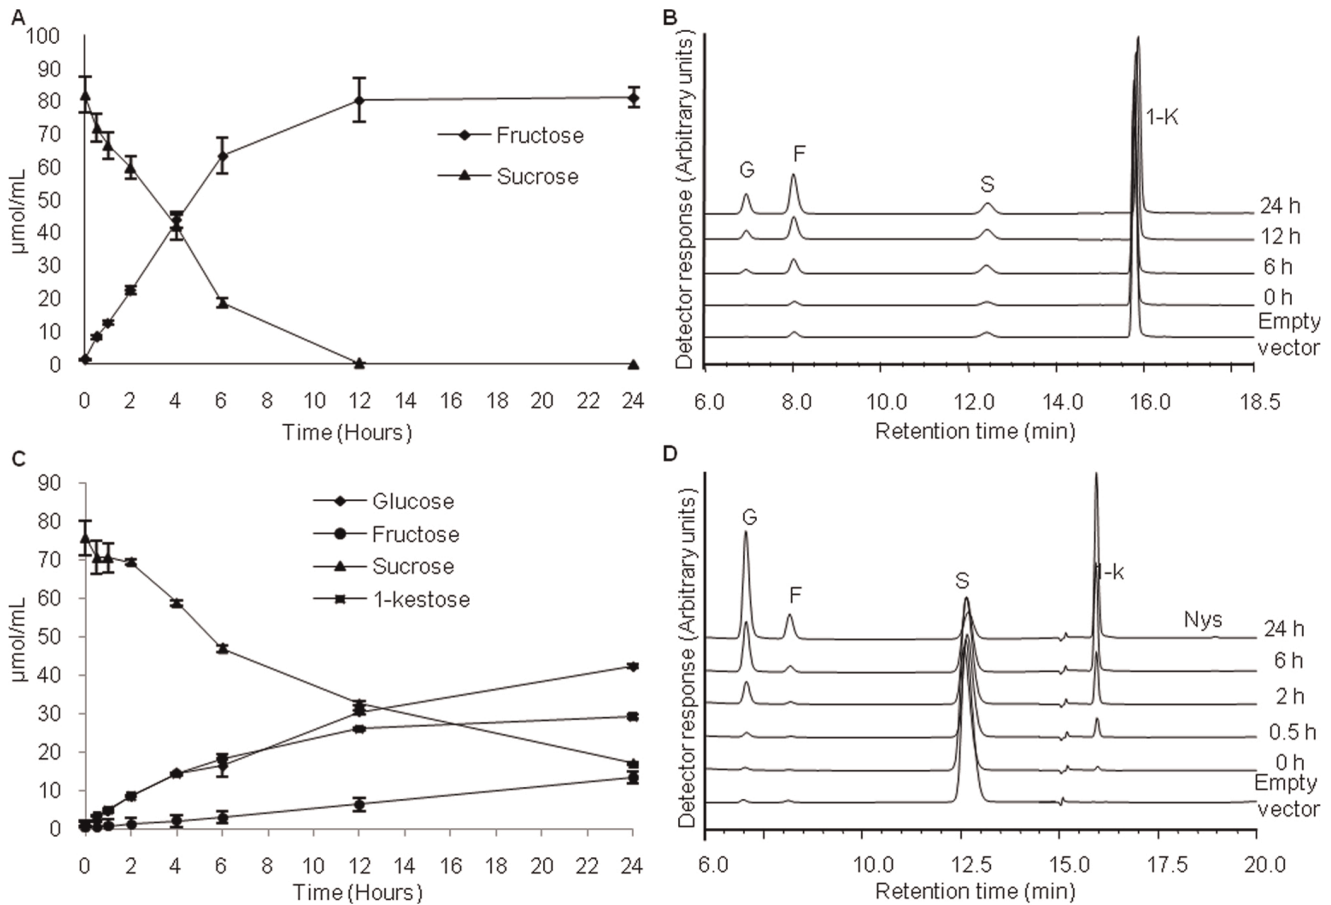 A
100
90
80
70
60
50
40
30
20
10
0
µmol/mL
Fructose
Sucrose
0 2 4 6 8 10 12 14 16 18 20 22 24
Time (Hours)
B
Detector response (Arbitrary units)
G F S 1-K
24 h
12 h
6 h
0 h
Empty
vector
6.0 8.0 10.0 12.0 14.0 16.0 18.5
Retention time (min)
C
90
80
70
60
50
40
30
20
10
0
µmol/mL
Glucose
Fructose
Sucrose
1-kestose
0 2 4 6 8 10 12 14 16 18 20 22 24
Time (Hours)
D
Detector response (Arbitrary units)
G F S 1-k Nys
24 h
6 h
2 h
0.5 h
0 h
Empty
vector
6.0 10.0 12.5 15.0 17.5 20.0
Retention time (min)